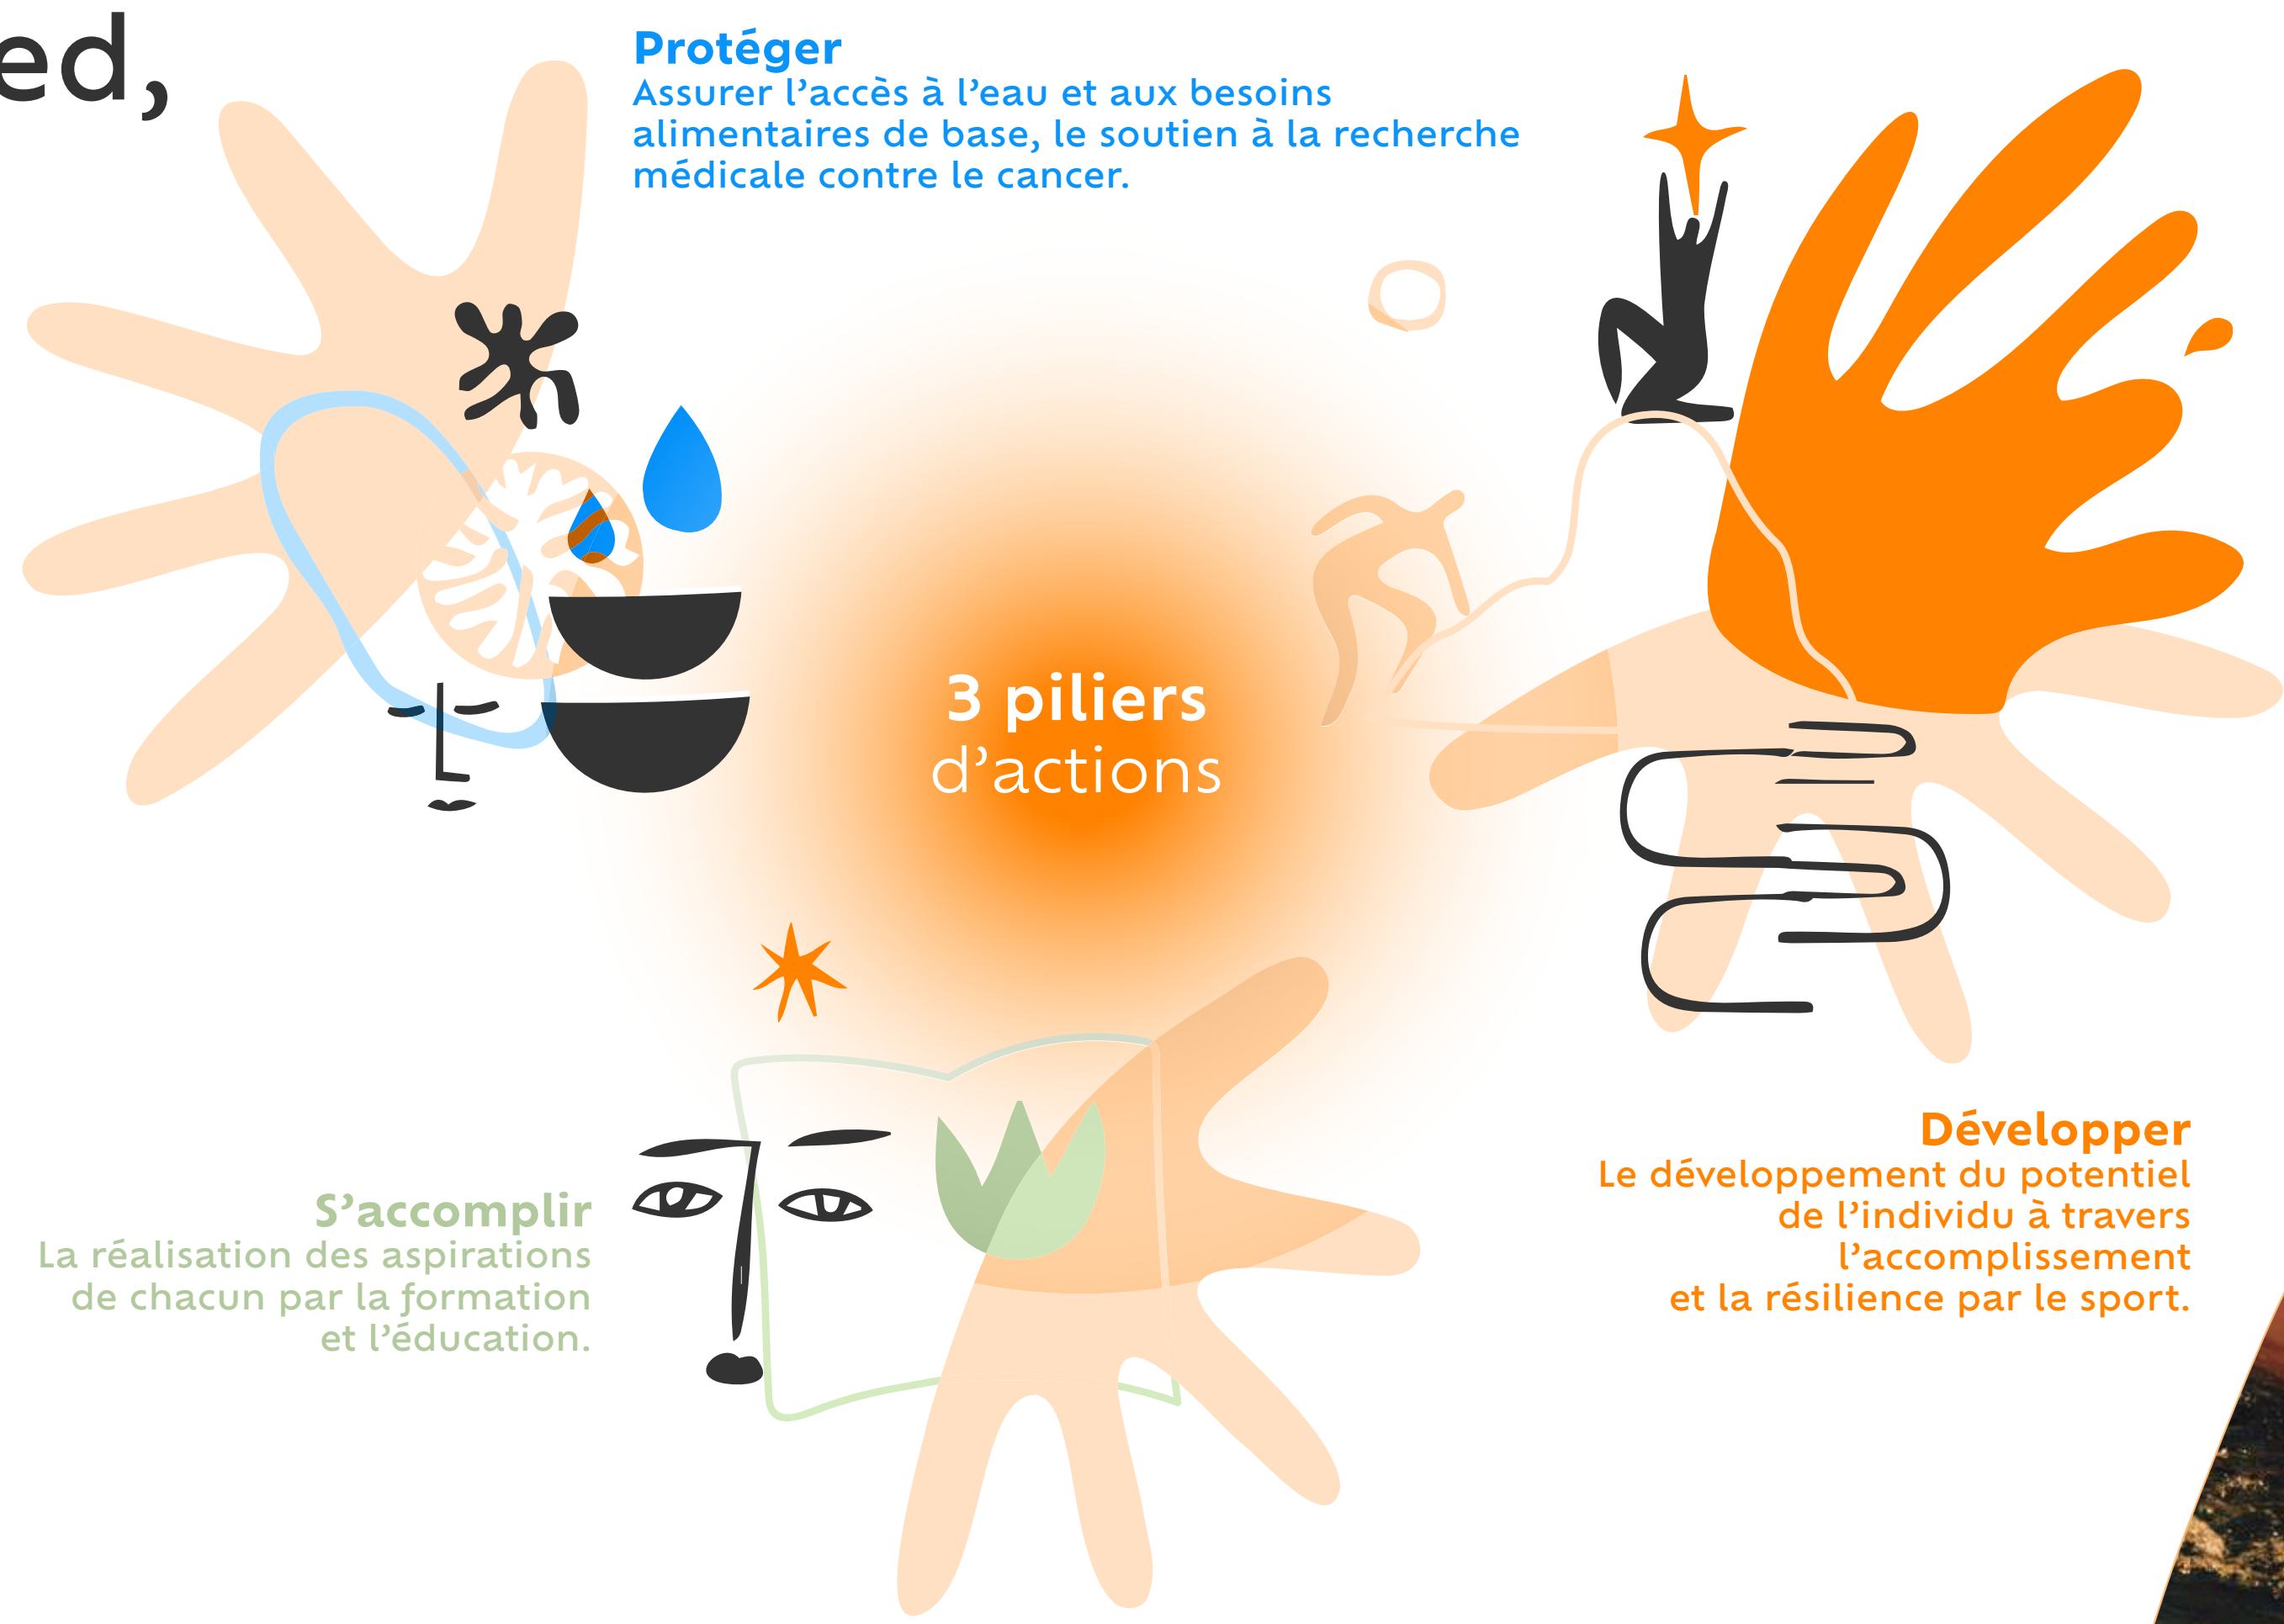 ed,
Protéger
Assurer l’accès à l’eau et aux besoins
alimentaires de base, le soutien à la recherche
médicale contre le cancer.
3 piliers
d’actions
S’accomplir
La réalisation des aspirations
de chacun par la formation
et l’éducation.
Développer
Le développement du potentiel
de l’individu à travers
l’accomplissement
et la résilience par le sport.